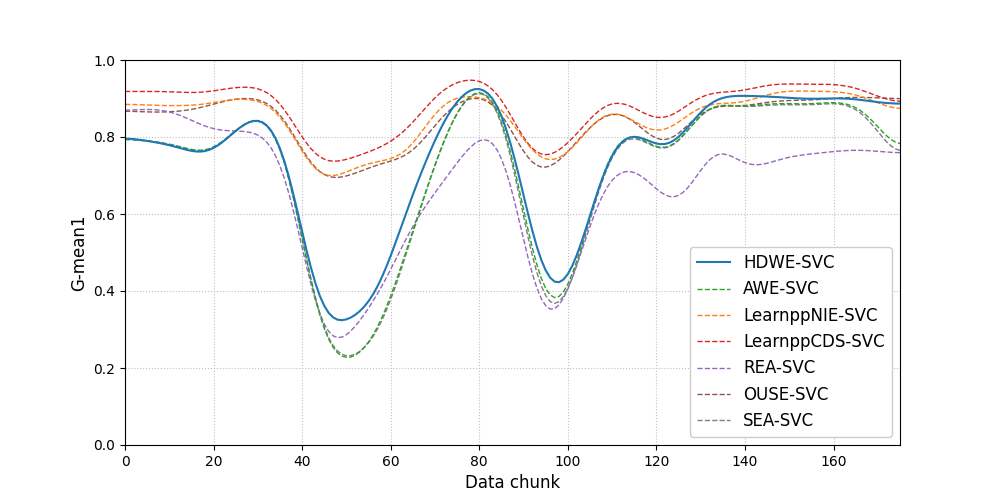 1.0
0.8
0.6
0.4
0.2
0.0
G-mean1
HDWE-SVC
AWE-SVC
LearnppNIE-SVC
LearnppCDS-SVC
REA-SVC
OUSE-SVC
SEA-SVC
0 20 40 60 80 100 120 140 160
Data chunk